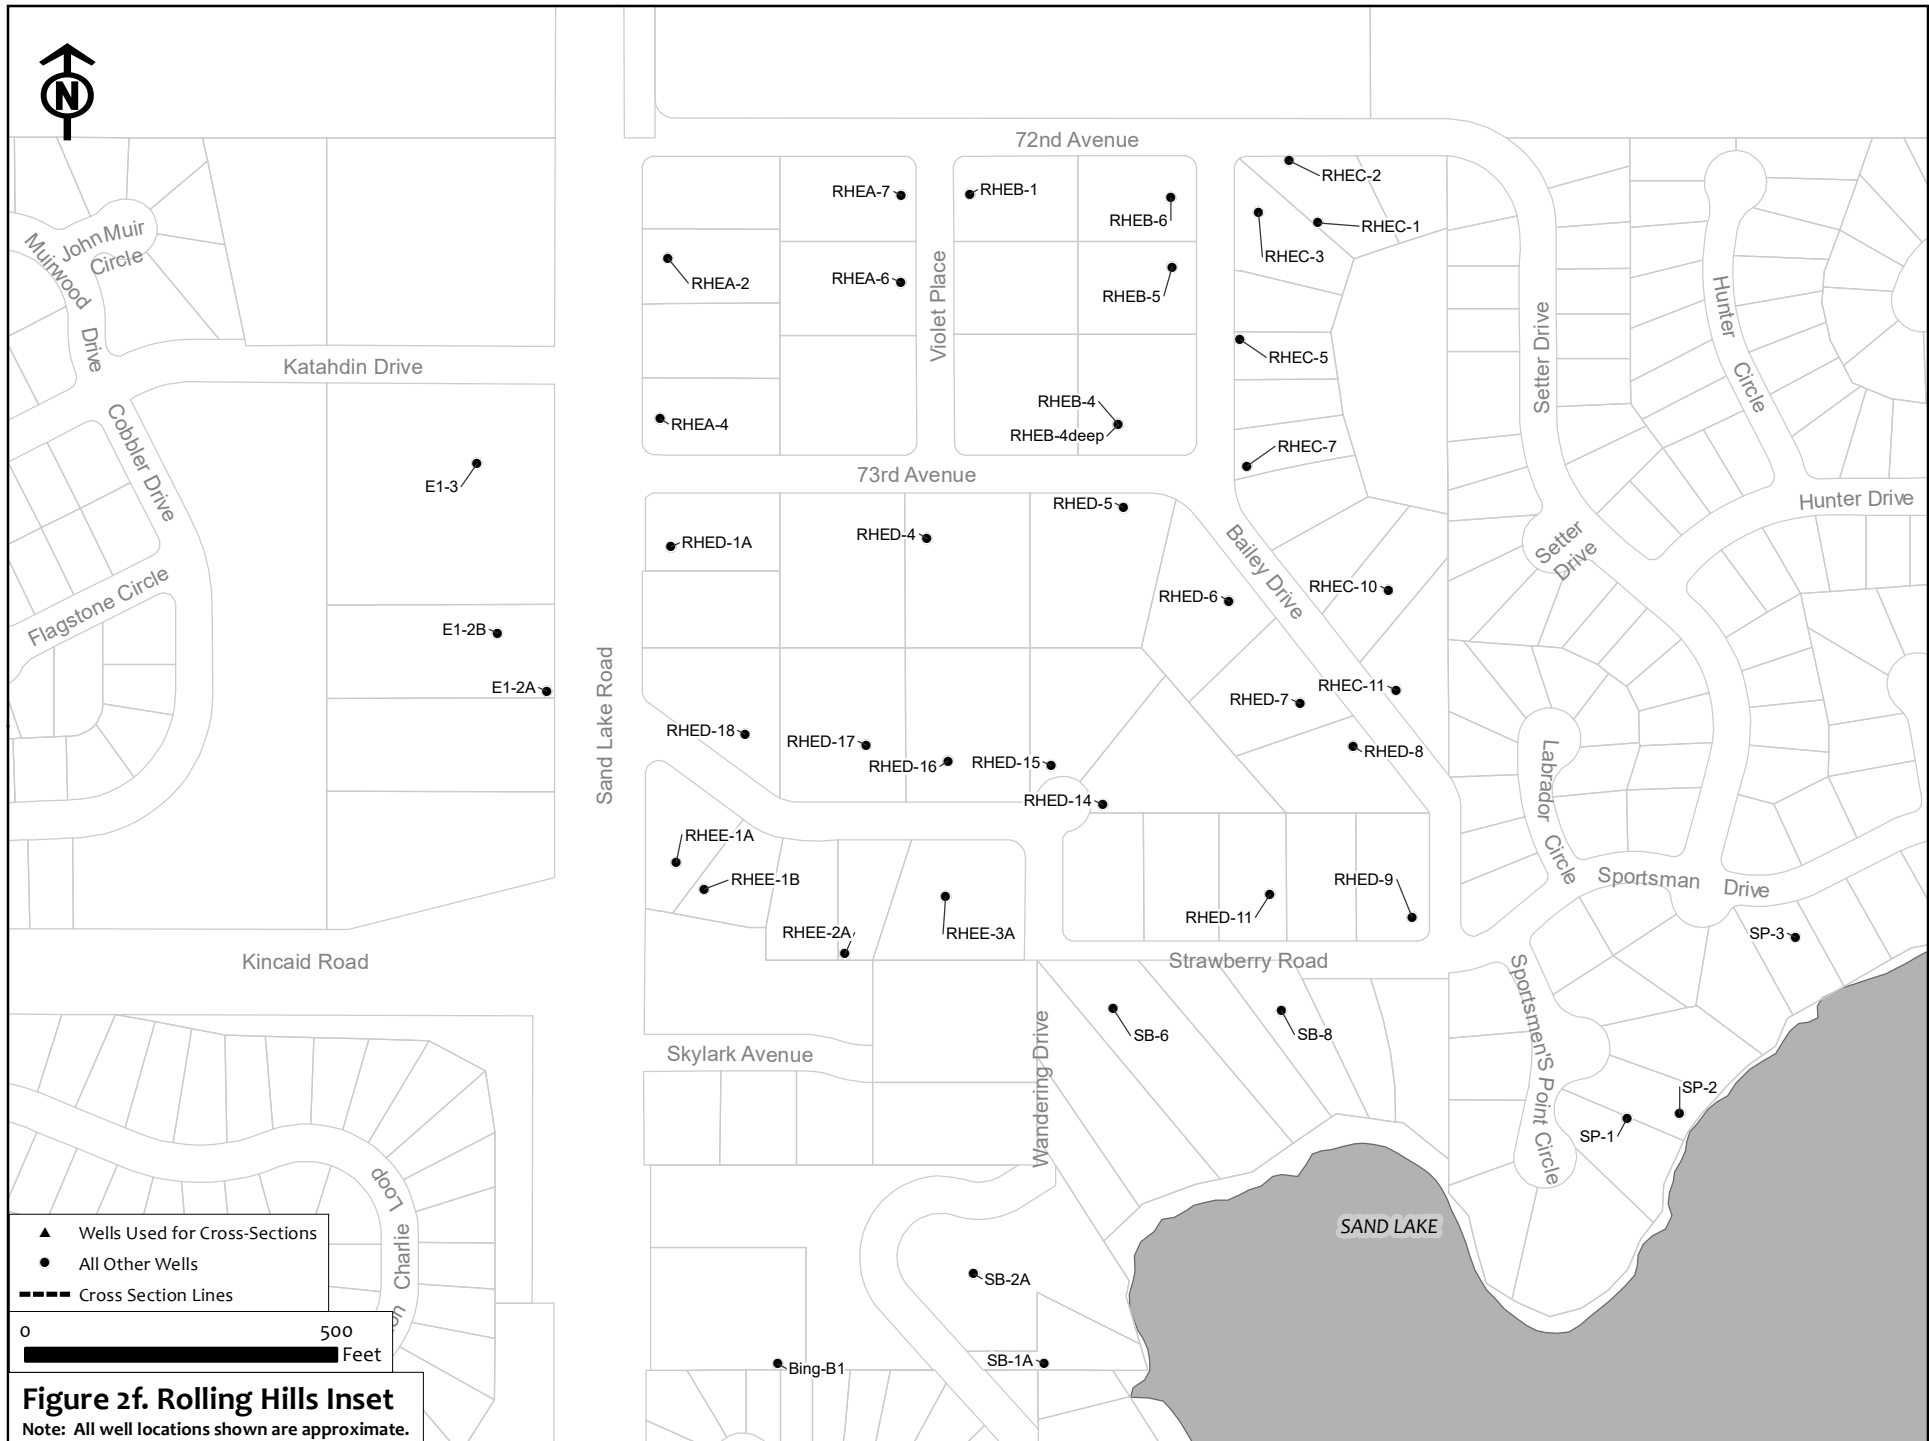 N
72nd Avenue
RHEC-2
RHEA-7
RHEB-1
RHEB-6
RHEC-1
John Muir
Circle
Muirwood Drive
RHEC-3
RHEA-2
RHEA-6
RHEB-5
Violet Place
Setter Drive
Hunter Circle
Katahdin Drive
RHEC-5
RHEB-4
RHEB-4deep
RHEA-4
Cobbler Drive
RHEC-7
73rd Avenue
E1-3
RHED-5
Hunter Drive
RHED-1A
RHED-4
Bailey Drive
Setter
Drive
Flagstone Circle
RHED-6
RHEC-10
E1-2B
E1-2A
Sand Lake Road
RHEC-11
RHED-7
RHED-18
RHED-17
RHED-16
RHED-15
RHED-8
RHED-14
Labrador Circle
RHEE-1A
RHEE-1B
RHED-9
Sportsman Drive
RHED-11
RHEE-2A
RHEE-3A
SP-3
Kincaid Road
Strawberry Road
SB-6
SB-8
Skylark Avenue
Wandering Drive
Sportsmen'S Point Circle
SP-2
SP-1
Loop
Charlie
on
SAND LAKE
SB-2A
SB-1A
Bing-B1
Wells Used for Cross-Sections
All Other Wells
Cross Section Lines
0 500
Feet
Figure 2f. Rolling Hills Inset
Note: All well locations shown are approximate.